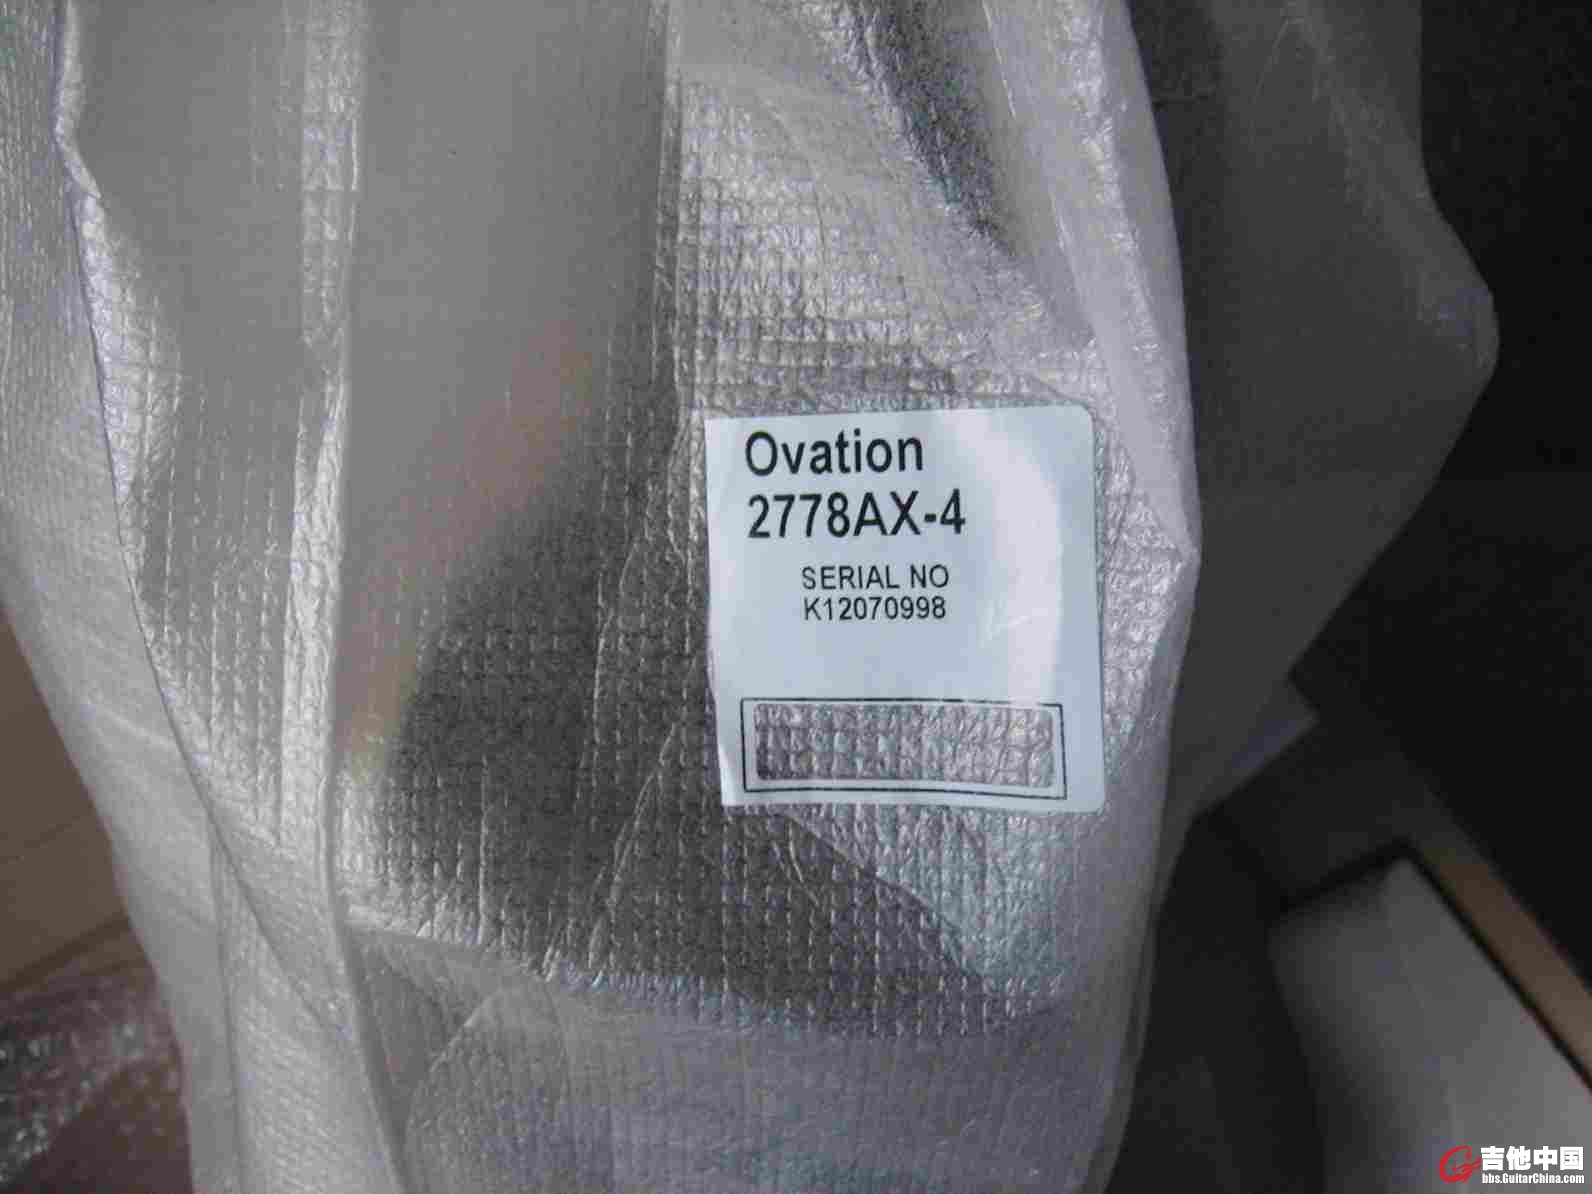 Ovation
2778AX-4
SERIAL NO
K12070998
吉他中国
bbs.GuitarChina.com